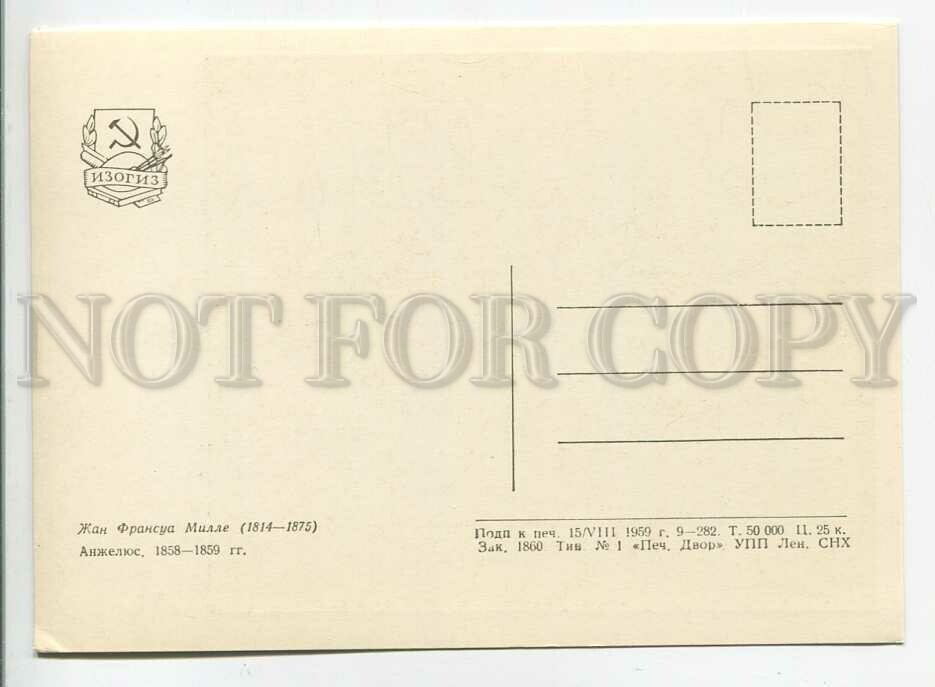 ИЗОГИЗ
NOT FOR COPY
Жан Франсуа Милле (1814—1875)
Анжелюс. 1858—1859 гг.
Подп к печ. 15/VIII 1959 г. 9—282. Т. 50 000 Ц. 25 к.
Зак. 1860 Тип. № 1 «Печ. Двор» УПП Лен. СНХ